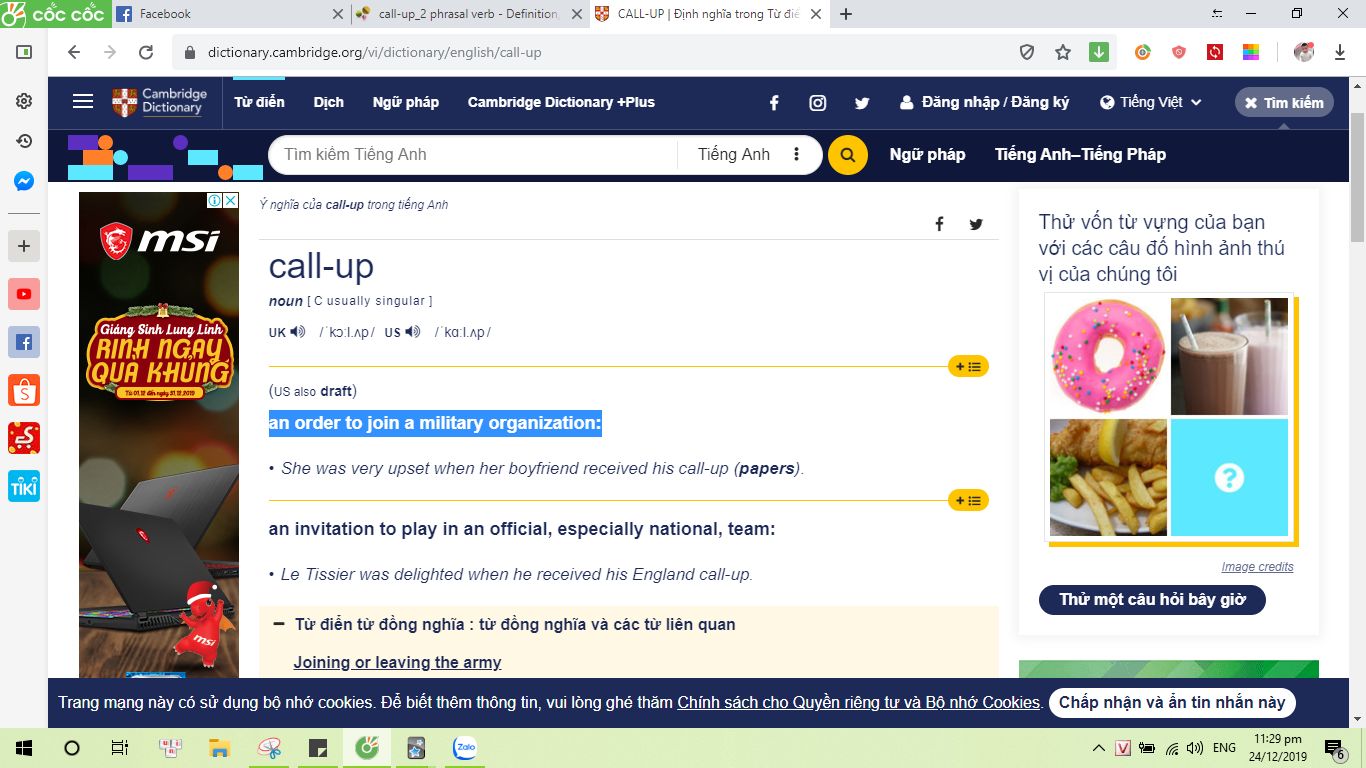 cốc cốc
Facebook
call-up_2 phrasal verb - Definition,
CALL-UP | Định nghĩa trong Từ điể
dictionary.cambridge.org/vi/dictionary/english/call-up
Cambridge
Dictionary
Từ điển
Dịch
Ngữ pháp
Cambridge Dictionary +Plus
Đăng nhập / Đăng ký
Tiếng Việt
Tìm kiếm
Tìm kiếm Tiếng Anh
Tiếng Anh
Ngữ pháp
Tiếng Anh–Tiếng Pháp
msi
Giáng Sinh Lung Linh
RINH NGAY
QUÀ KHỦNG
Từ 01.12 đến ngày 31.12.2019
msi
Ý nghĩa của call-up trong tiếng Anh
call-up
noun [ C usually singular ]
UK /ˈkɔːl.ʌp/ US /ˈkɑːl.ʌp/
(US also draft)
an order to join a military organization:
• She was very upset when her boyfriend received his call-up (papers).
an invitation to play in an official, especially national, team:
• Le Tissier was delighted when he received his England call-up.
Từ điển từ đồng nghĩa : từ đồng nghĩa và các từ liên quan
Joining or leaving the army
Thử vốn từ vựng của bạn
với các câu đố hình ảnh thú
vị của chúng tôi
Image credits
Thử một câu hỏi bây giờ
Trang mạng này có sử dụng bộ nhớ cookies. Để biết thêm thông tin, vui lòng ghé thăm Chính sách cho Quyền riêng tư và Bộ nhớ Cookies.
Chấp nhận và ẩn tin nhắn này
TIKI
Zalo
ENG
11:29 pm
24/12/2019
6